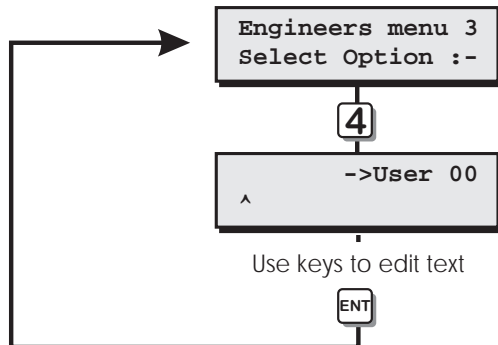 Engineers menu 3
Select Option :-
4
->User 00
^
Use keys to edit text
ENT